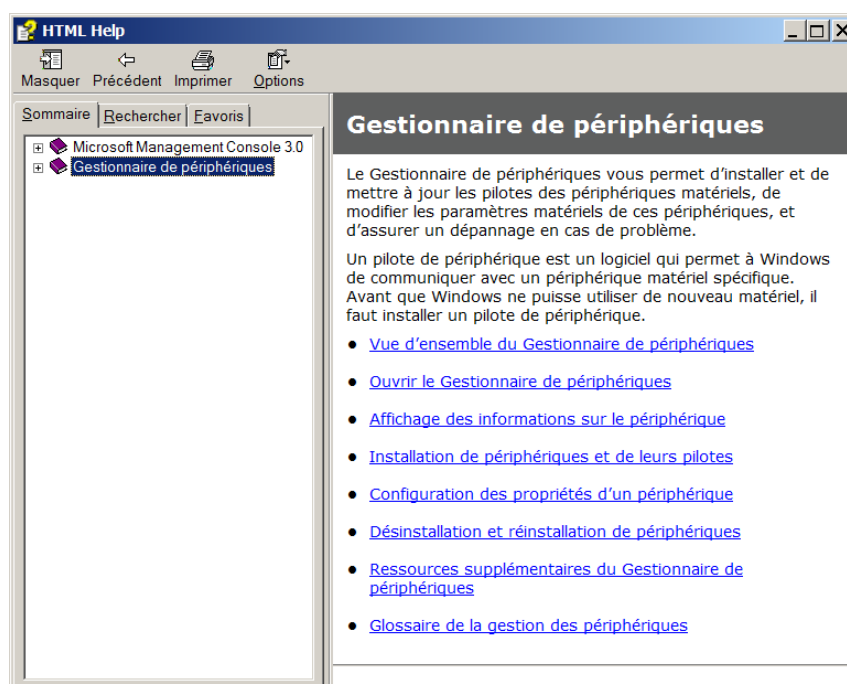 HTML Help
Masquer Précédent Imprimer Options
Sommaire Rechercher Favoris
Microsoft Management Console 3.0
Gestionnaire de périphériques
Gestionnaire de périphériques
Le Gestionnaire de périphériques vous permet d’installer et de
mettre à jour les pilotes des périphériques matériels, de
modifier les paramètres matériels de ces périphériques, et
d’assurer un dépannage en cas de problème.
Un pilote de périphérique est un logiciel qui permet à Windows
de communiquer avec un périphérique matériel spécifique.
Avant que Windows ne puisse utiliser de nouveau matériel, il
faut installer un pilote de périphérique.
• Vue d’ensemble du Gestionnaire de périphériques
• Ouvrir le Gestionnaire de périphériques
• Affichage des informations sur le périphérique
• Installation de périphériques et de leurs pilotes
• Configuration des propriétés d’un périphérique
• Désinstallation et réinstallation de périphériques
• Ressources supplémentaires du Gestionnaire de
périphériques
• Glossaire de la gestion des périphériques